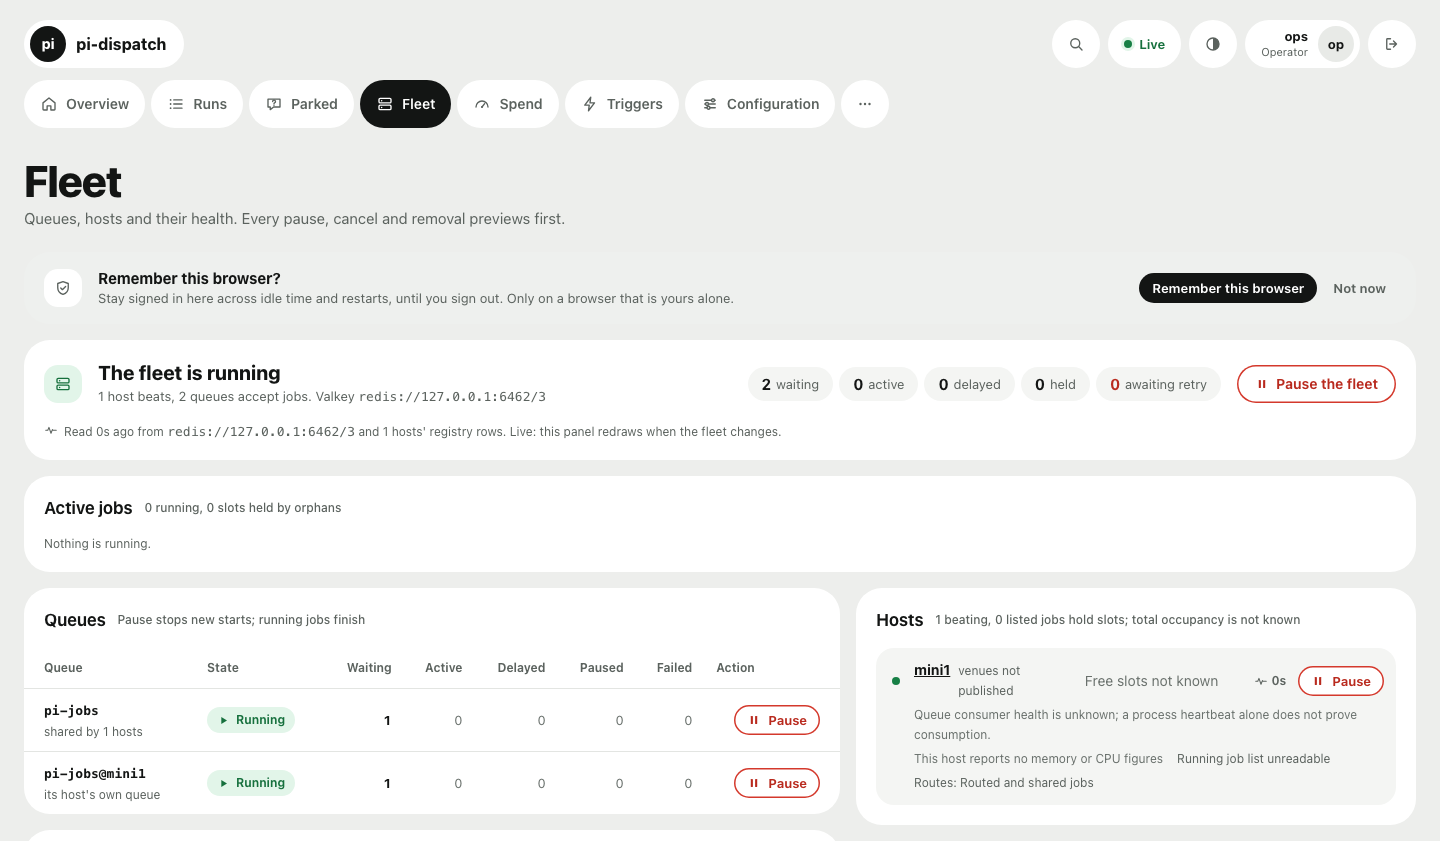 pi pi-dispatch
Live
ops
Operator
op
Overview Runs Parked Fleet Spend Triggers Configuration ...
Fleet
Queues, hosts and their health. Every pause, cancel and removal previews first.
Remember this browser?
Stay signed in here across idle time and restarts, until you sign out. Only on a browser that is yours alone.
Remember this browser Not now
The fleet is running
1 host beats, 2 queues accept jobs. Valkey redis://127.0.0.1:6462/3
2 waiting 0 active 0 delayed 0 held 0 awaiting retry Pause the fleet
Read 0s ago from redis://127.0.0.1:6462/3 and 1 hosts' registry rows. Live: this panel redraws when the fleet changes.
Active jobs 0 running, 0 slots held by orphans
Nothing is running.
Queues Pause stops new starts; running jobs finish
Queue State Waiting Active Delayed Paused Failed Action
pi-jobs
shared by 1 hosts
Running 1 0 0 0 0 Pause
pi-jobs@mini1
its host's own queue
Running 1 0 0 0 0 Pause
Hosts 1 beating, 0 listed jobs hold slots; total occupancy is not known
mini1 venues not
published
Free slots not known 0s Pause
Queue consumer health is unknown; a process heartbeat alone does not prove
consumption.
This host reports no memory or CPU figures Running job list unreadable
Routes: Routed and shared jobs